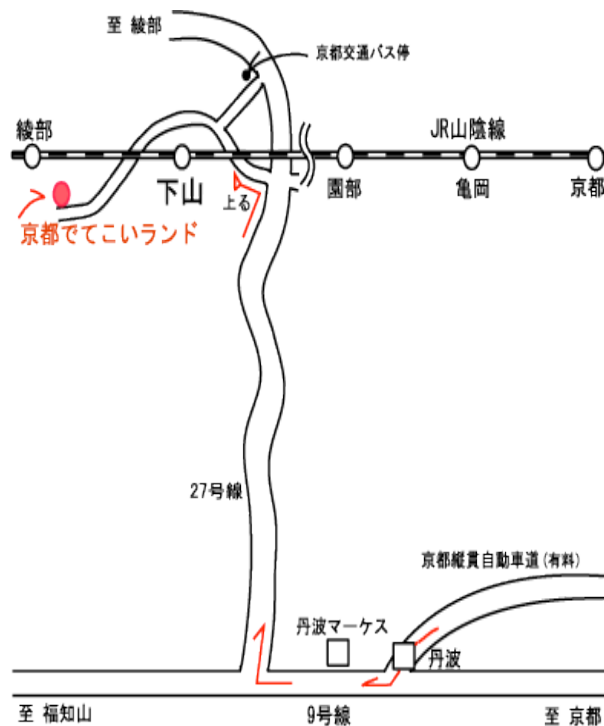 至 綾部
京都交通バス停
綾部
JR山陰線
下山
園部
亀岡
京都
上る
京都でてこいランド
27号線
京都縦貫自動車道(有料)
丹波マーケス
丹波
至 福知山
9号線
至 京都